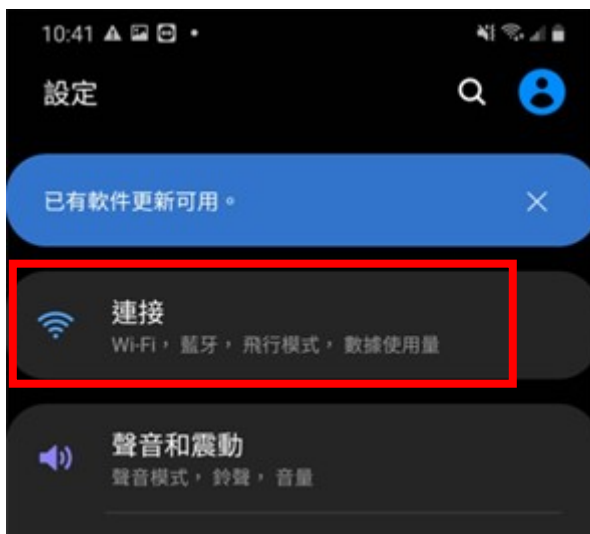 10:41
設定
已有軟件更新可用。
連接
Wi-Fi， 藍牙， 飛行模式， 數據使用量
聲音和震動
聲音模式， 鈴聲， 音量